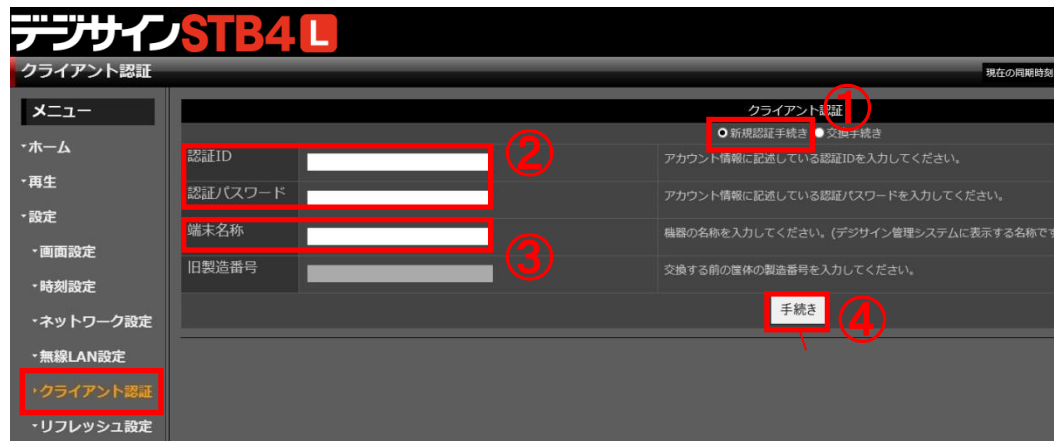 デジサインSTB4 L
クライアント認証
現在の同期時刻
メニュー
・ホーム
・再生
・設定
・画面設定
・時刻設定
・ネットワーク設定
・無線LAN設定
・クライアント認証
・リフレッシュ設定
クライアント認証
①
新規認証手続き 交換手続き
認証ID
②
アカウント情報に記述している認証IDを入力してください。
認証パスワード
アカウント情報に記述している認証パスワードを入力してください。
端末名称
③
機器の名称を入力してください。(デジサイン管理システムに表示する名称です
旧製造番号
交換する前の筐体の製造番号を入力してください。
手続き
④